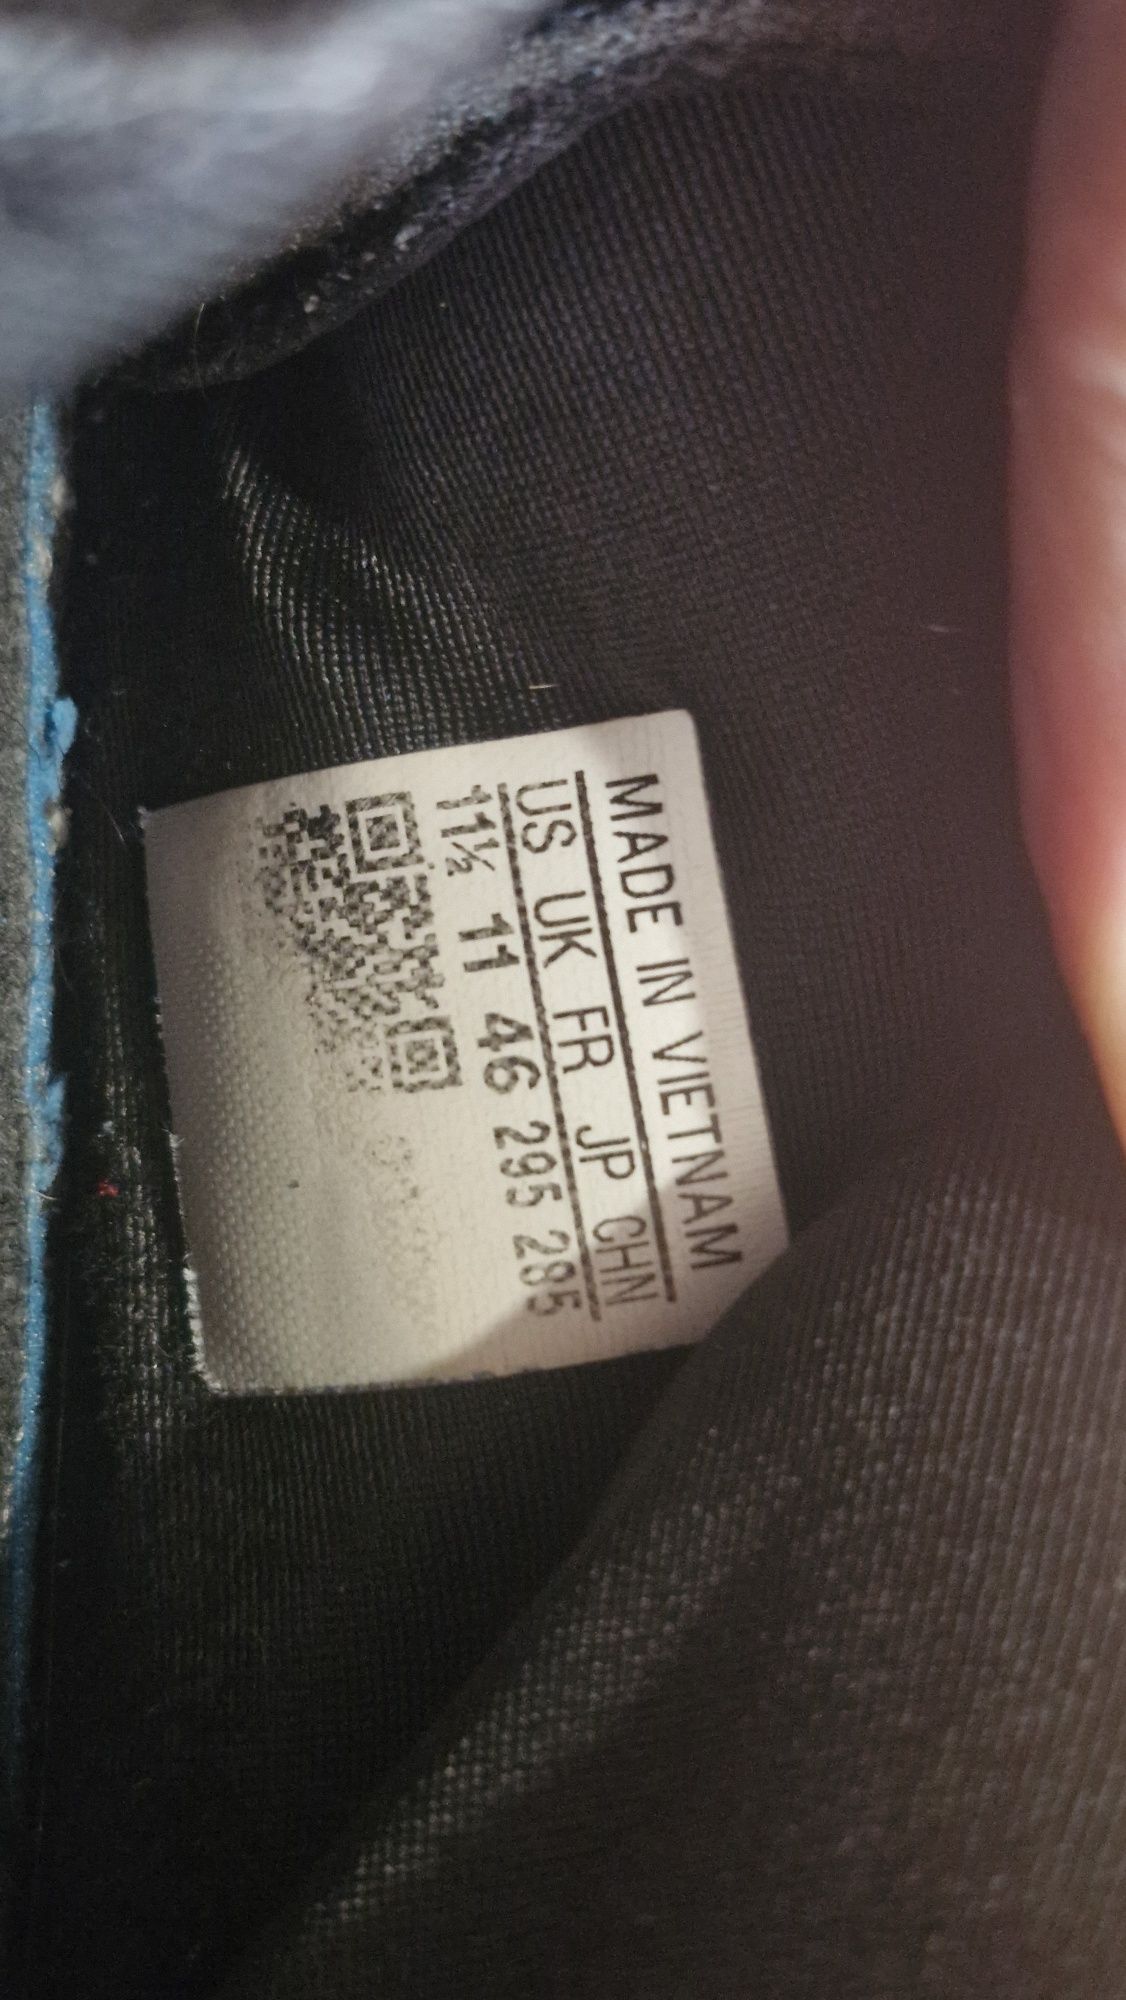 MADE IN VIETNAM
US UK FR JP CHN
11½ 11 46 295 285